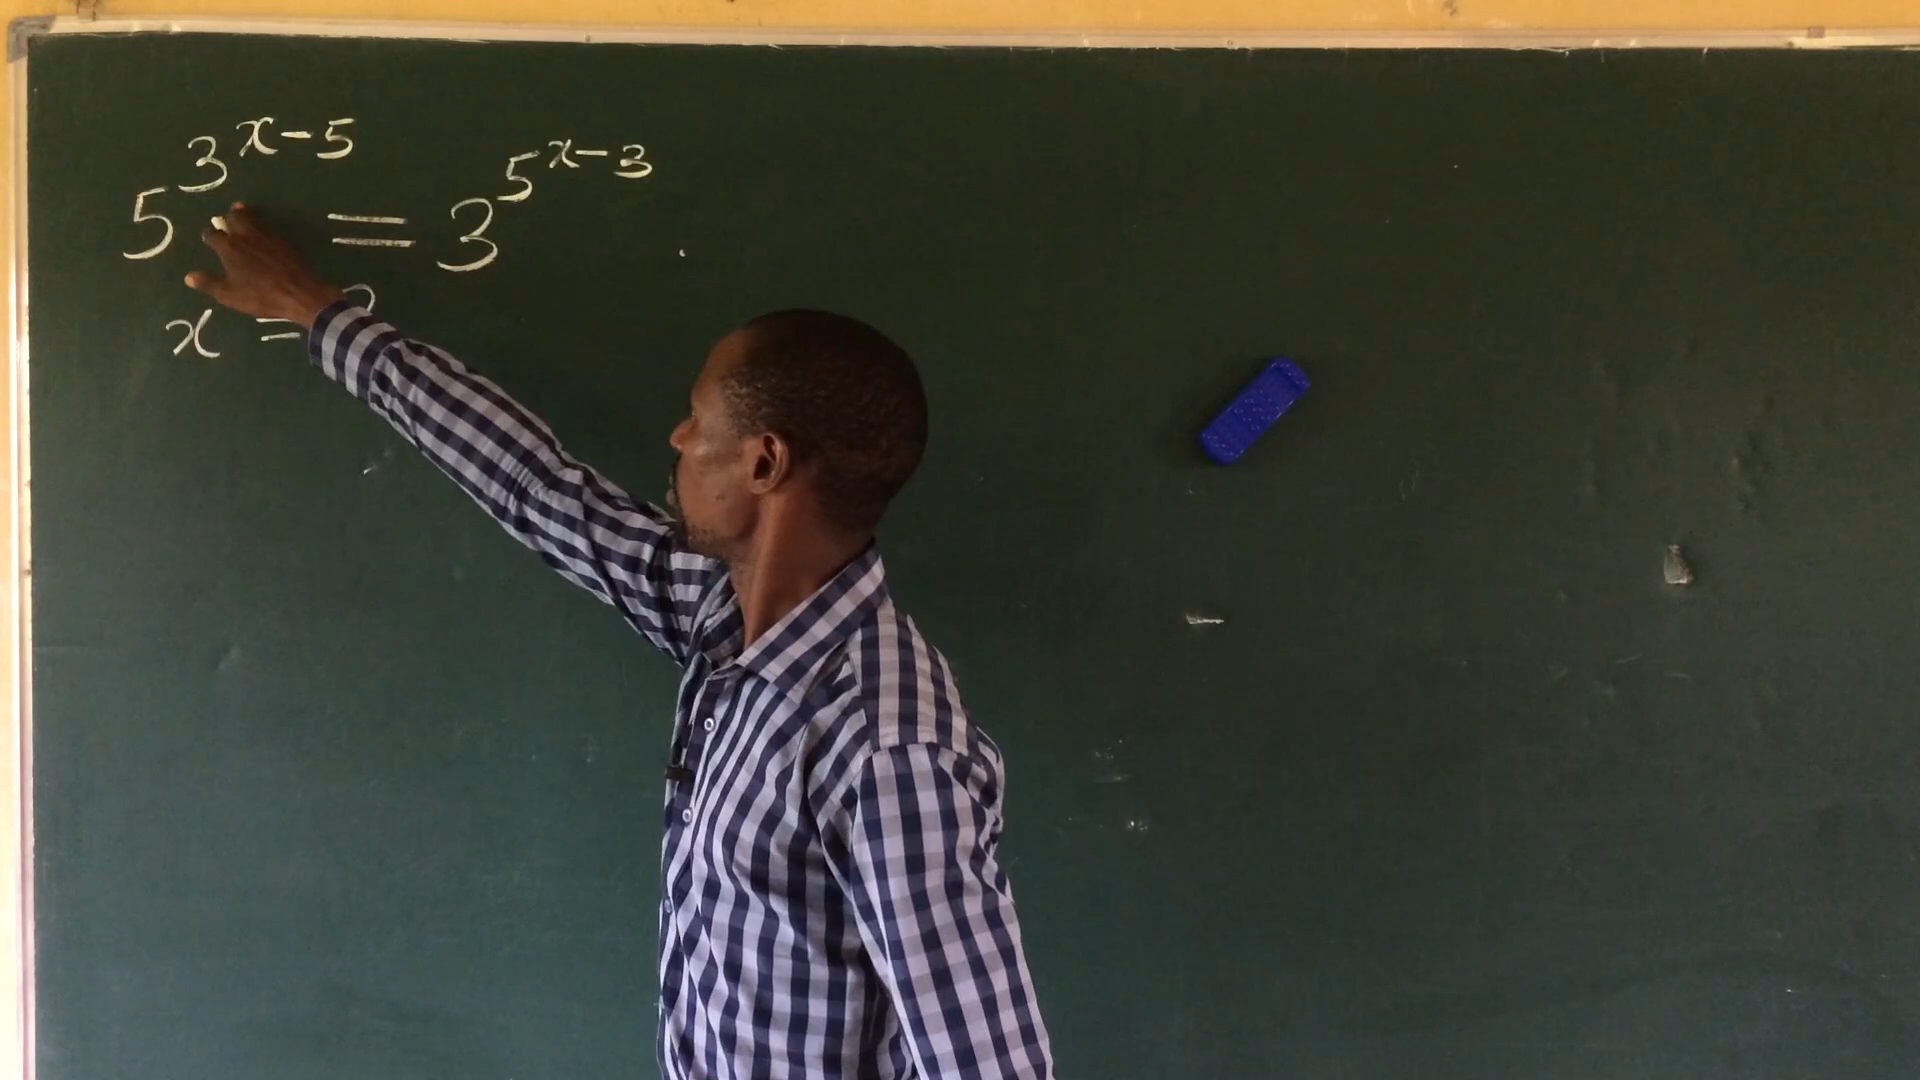 5^{3^{x-5}} = 3^{5^{x-3}}
x = ?